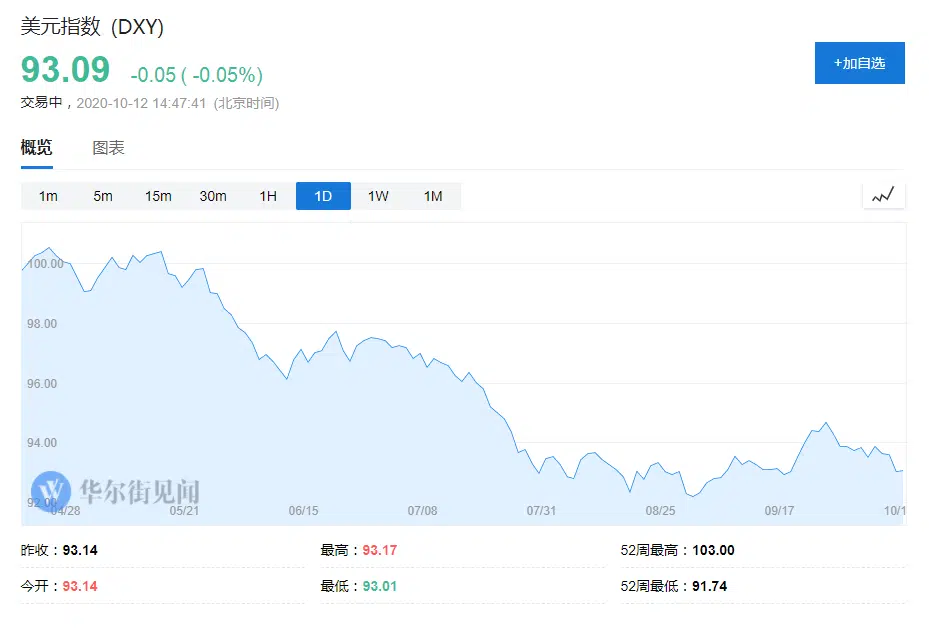 美元指数 (DXY)
93.09 -0.05 ( -0.05%)
+加自选
交易中，2020-10-12 14:47:41 (北京时间)
概览 图表
1m 5m 15m 30m 1H 1D 1W 1M
100.00
98.00
96.00
94.00
92.00
华尔街见闻
04/28 05/21 06/15 07/08 07/31 08/25 09/17 10/1
昨收：93.14 最高：93.17 52周最高：103.00
今开：93.14 最低：93.01 52周最低：91.74